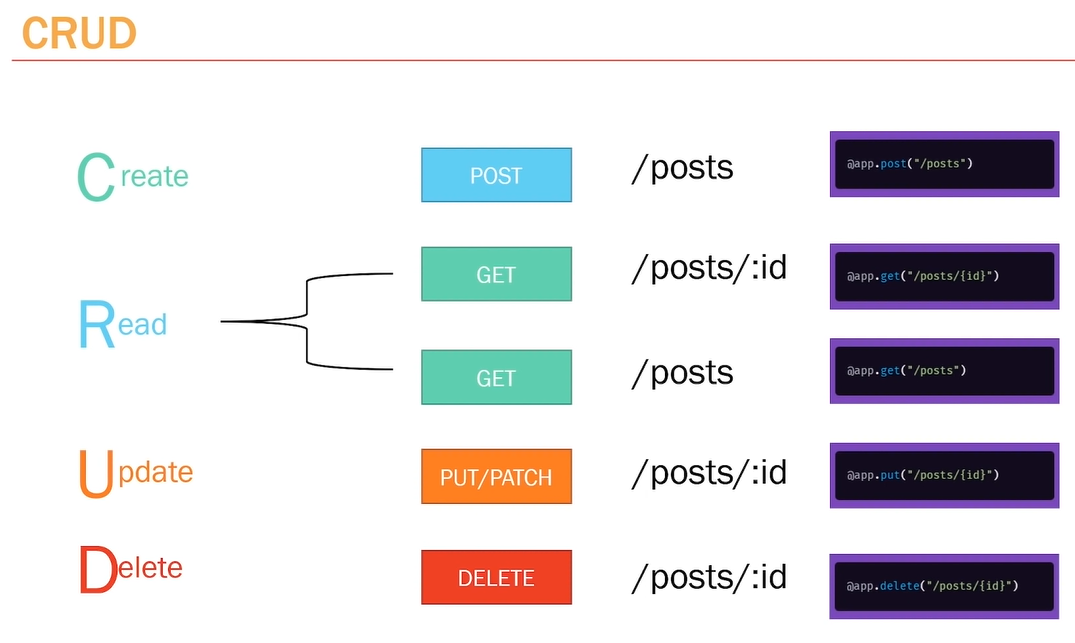 CRUD
Create POST /posts @app.post("/posts")
GET /posts/:id @app.get("/posts/{id}")
Read
GET /posts @app.get("/posts")
Update PUT/PATCH /posts/:id @app.put("/posts/{id}")
Delete DELETE /posts/:id @app.delete("/posts/{id}")